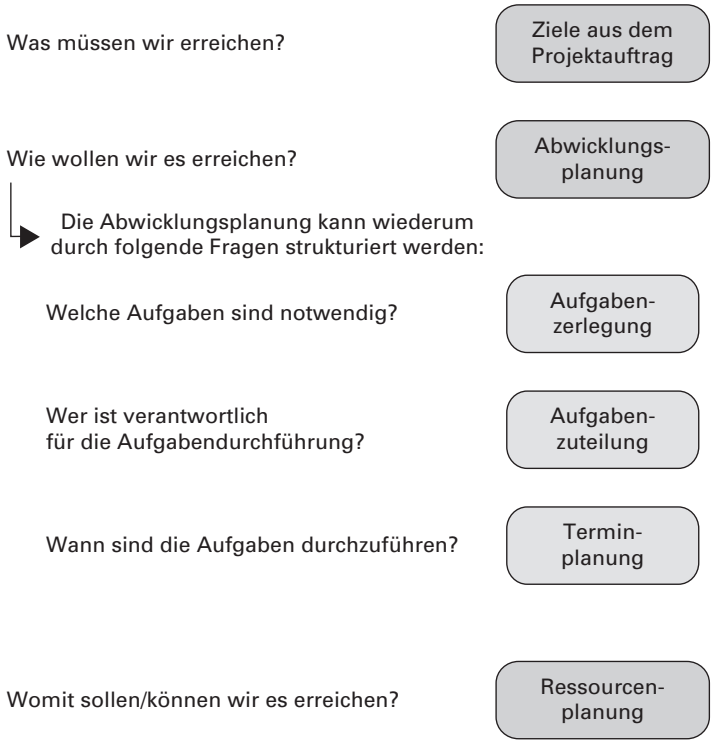 Was müssen wir erreichen?
Ziele aus dem
Projektauftrag
Wie wollen wir es erreichen?
Abwicklungs-
planung
Die Abwicklungsplanung kann wiederum
durch folgende Fragen strukturiert werden:
Welche Aufgaben sind notwendig?
Aufgaben-
zerlegung
Wer ist verantwortlich
für die Aufgabendurchführung?
Aufgaben-
zuteilung
Wann sind die Aufgaben durchzuführen?
Termin-
planung
Womit sollen/können wir es erreichen?
Ressourcen-
planung